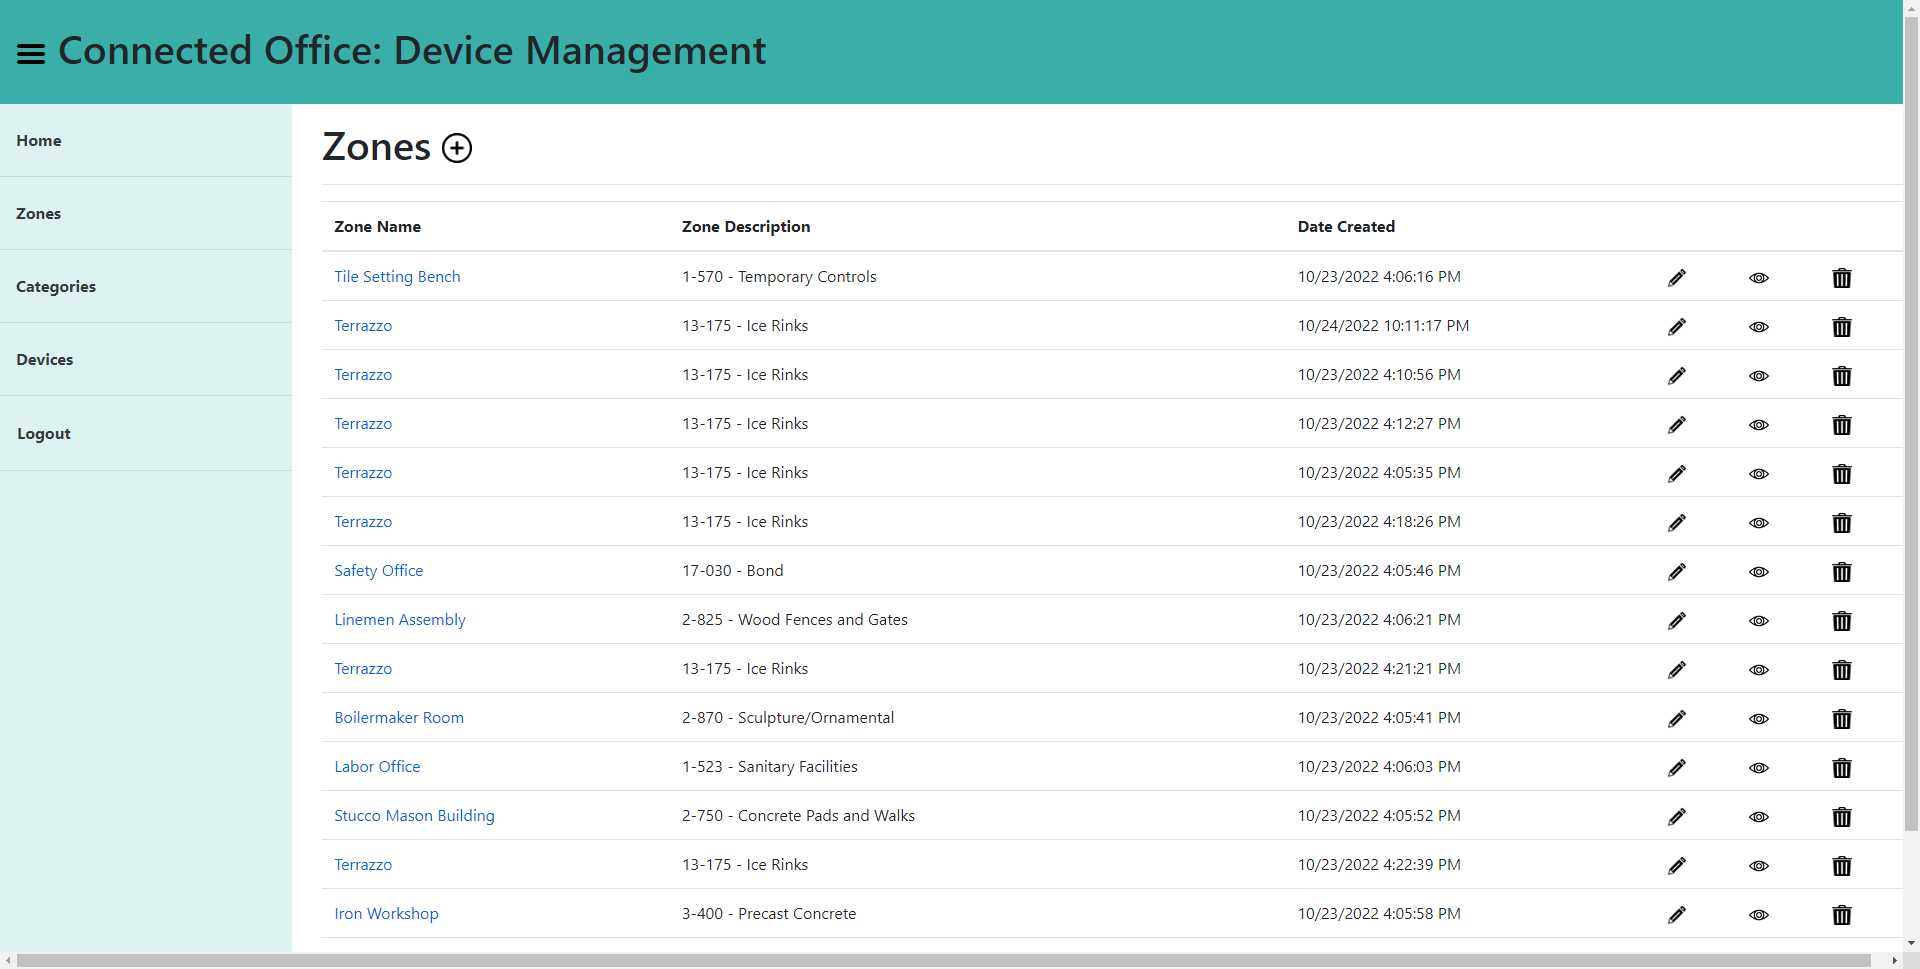 Connected Office: Device Management
Home
Zones
Categories
Devices
Logout
Zones
Zone Name Zone Description Date Created
Tile Setting Bench 1-570 - Temporary Controls 10/23/2022 4:06:16 PM
Terrazzo 13-175 - Ice Rinks 10/24/2022 10:11:17 PM
Terrazzo 13-175 - Ice Rinks 10/23/2022 4:10:56 PM
Terrazzo 13-175 - Ice Rinks 10/23/2022 4:12:27 PM
Terrazzo 13-175 - Ice Rinks 10/23/2022 4:05:35 PM
Terrazzo 13-175 - Ice Rinks 10/23/2022 4:18:26 PM
Safety Office 17-030 - Bond 10/23/2022 4:05:46 PM
Linemen Assembly 2-825 - Wood Fences and Gates 10/23/2022 4:06:21 PM
Terrazzo 13-175 - Ice Rinks 10/23/2022 4:21:21 PM
Boilermaker Room 2-870 - Sculpture/Ornamental 10/23/2022 4:05:41 PM
Labor Office 1-523 - Sanitary Facilities 10/23/2022 4:06:03 PM
Stucco Mason Building 2-750 - Concrete Pads and Walks 10/23/2022 4:05:52 PM
Terrazzo 13-175 - Ice Rinks 10/23/2022 4:22:39 PM
Iron Workshop 3-400 - Precast Concrete 10/23/2022 4:05:58 PM